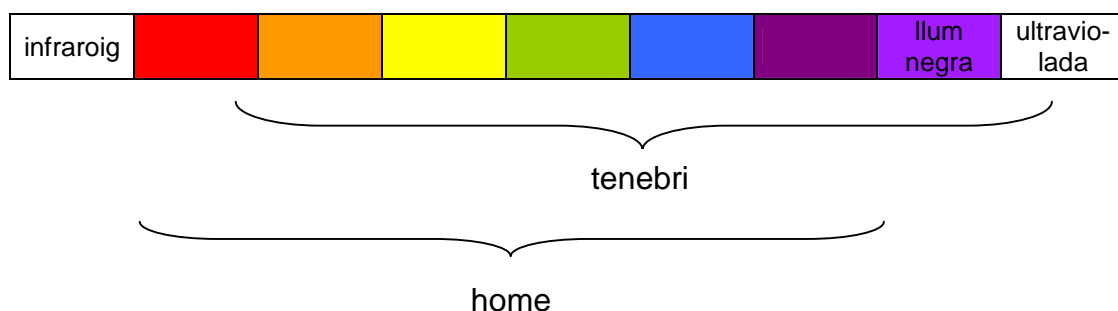 infraroig
llum
negra
ultravio-
lada
tenebri
home